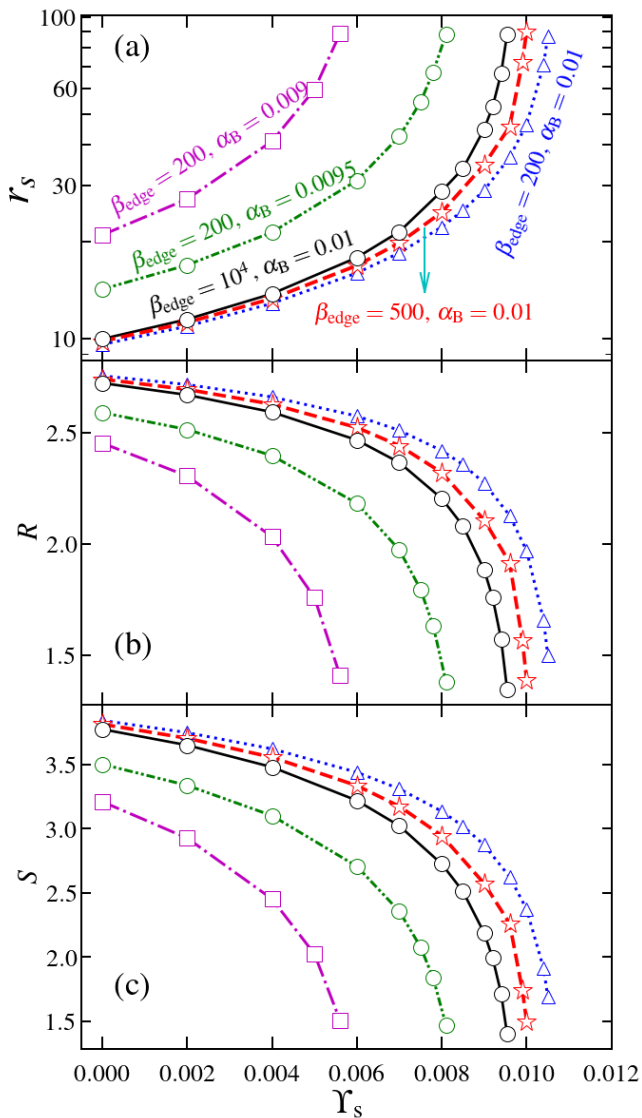 100
60
30
10
r_s
(a)
β_edge = 200, α_B = 0.009
β_edge = 200, α_B = 0.0095
β_edge = 10⁴, α_B = 0.01
β_edge = 500, α_B = 0.01
β_edge = 200, α_B = 0.01
2.5
2.0
1.5
R
(b)
3.5
3.0
2.5
2.0
1.5
S
(c)
0.000 0.002 0.004 0.006 0.008 0.010 0.012
ϒ_s